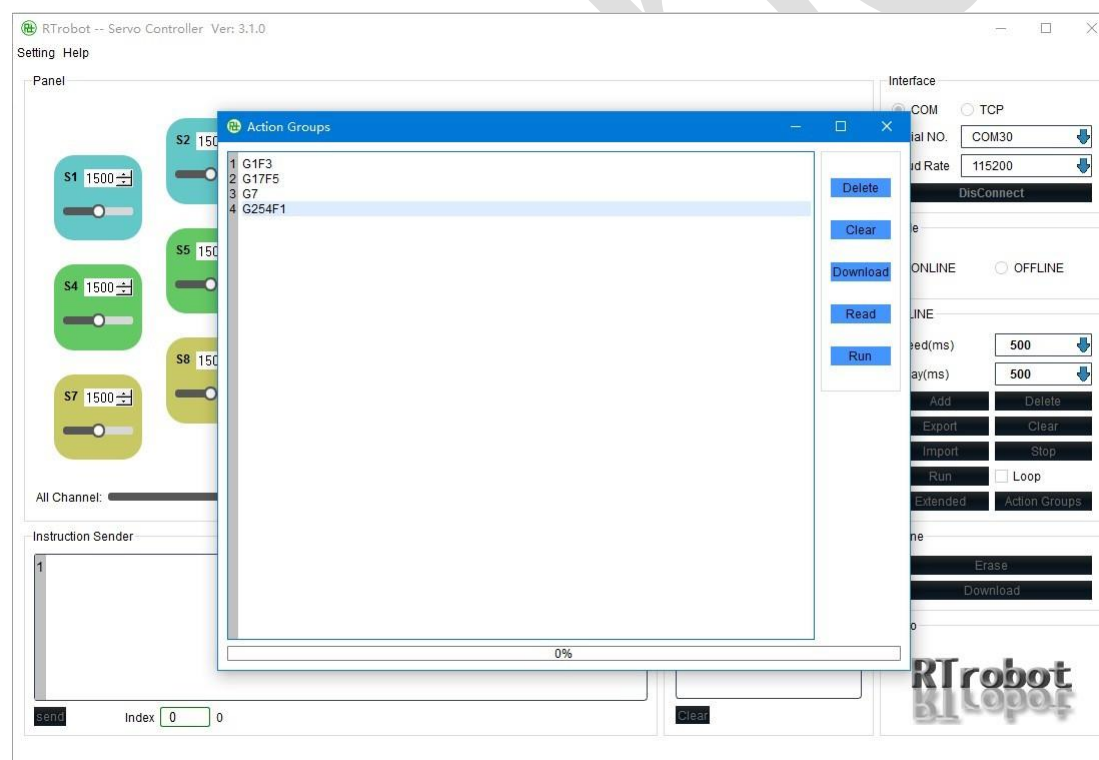 RTrobot -- Servo Controller Ver: 3.1.0
Setting Help
Panel
S1 1500
S2 150
S4 1500
S5 150
S7 1500
S8 150
All Channel:
Action Groups
1 G1F3
2 G17F5
3 G7
4 G254F1
Delete
Clear
Download
Read
Run
0%
Interface
COM TCP
ial NO. COM30
ud Rate 115200
DisConnect
e
ONLINE OFFLINE
LINE
eed(ms) 500
ay(ms) 500
Add Delete
Export Clear
Import Stop
Run Loop
Extended Action Groups
ne
Erase
Download
o
RTrobot
Instruction Sender
1
send Index 0 0
Clear